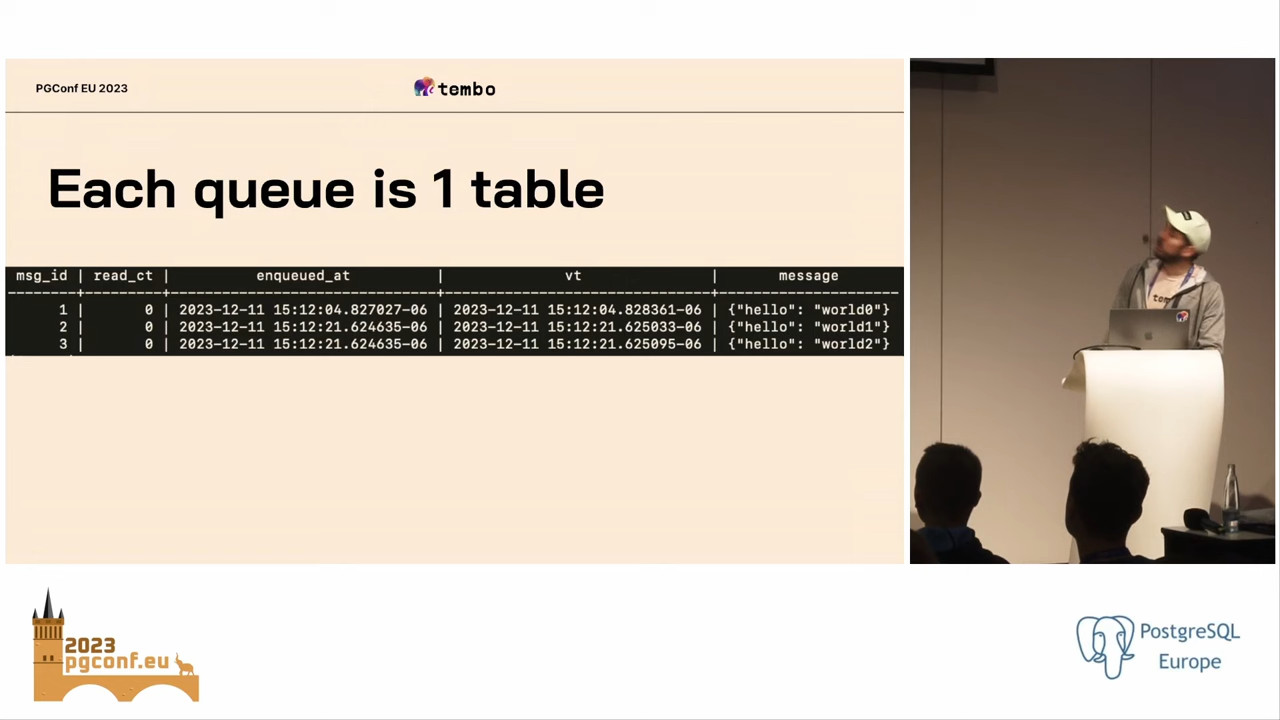 PGConf EU 2023
tembo
Each queue is 1 table
msg_id | read_ct | enqueued_at | vt | message
--------+---------+-------------------------------+-------------------------------+---------------------
1 | 0 | 2023-12-11 15:12:04.827027-06 | 2023-12-11 15:12:04.828361-06 | {"hello": "world0"}
2 | 0 | 2023-12-11 15:12:21.624635-06 | 2023-12-11 15:12:21.625033-06 | {"hello": "world1"}
3 | 0 | 2023-12-11 15:12:21.624635-06 | 2023-12-11 15:12:21.625095-06 | {"hello": "world2"}
2023
pgconf.eu
PostgreSQL
Europe